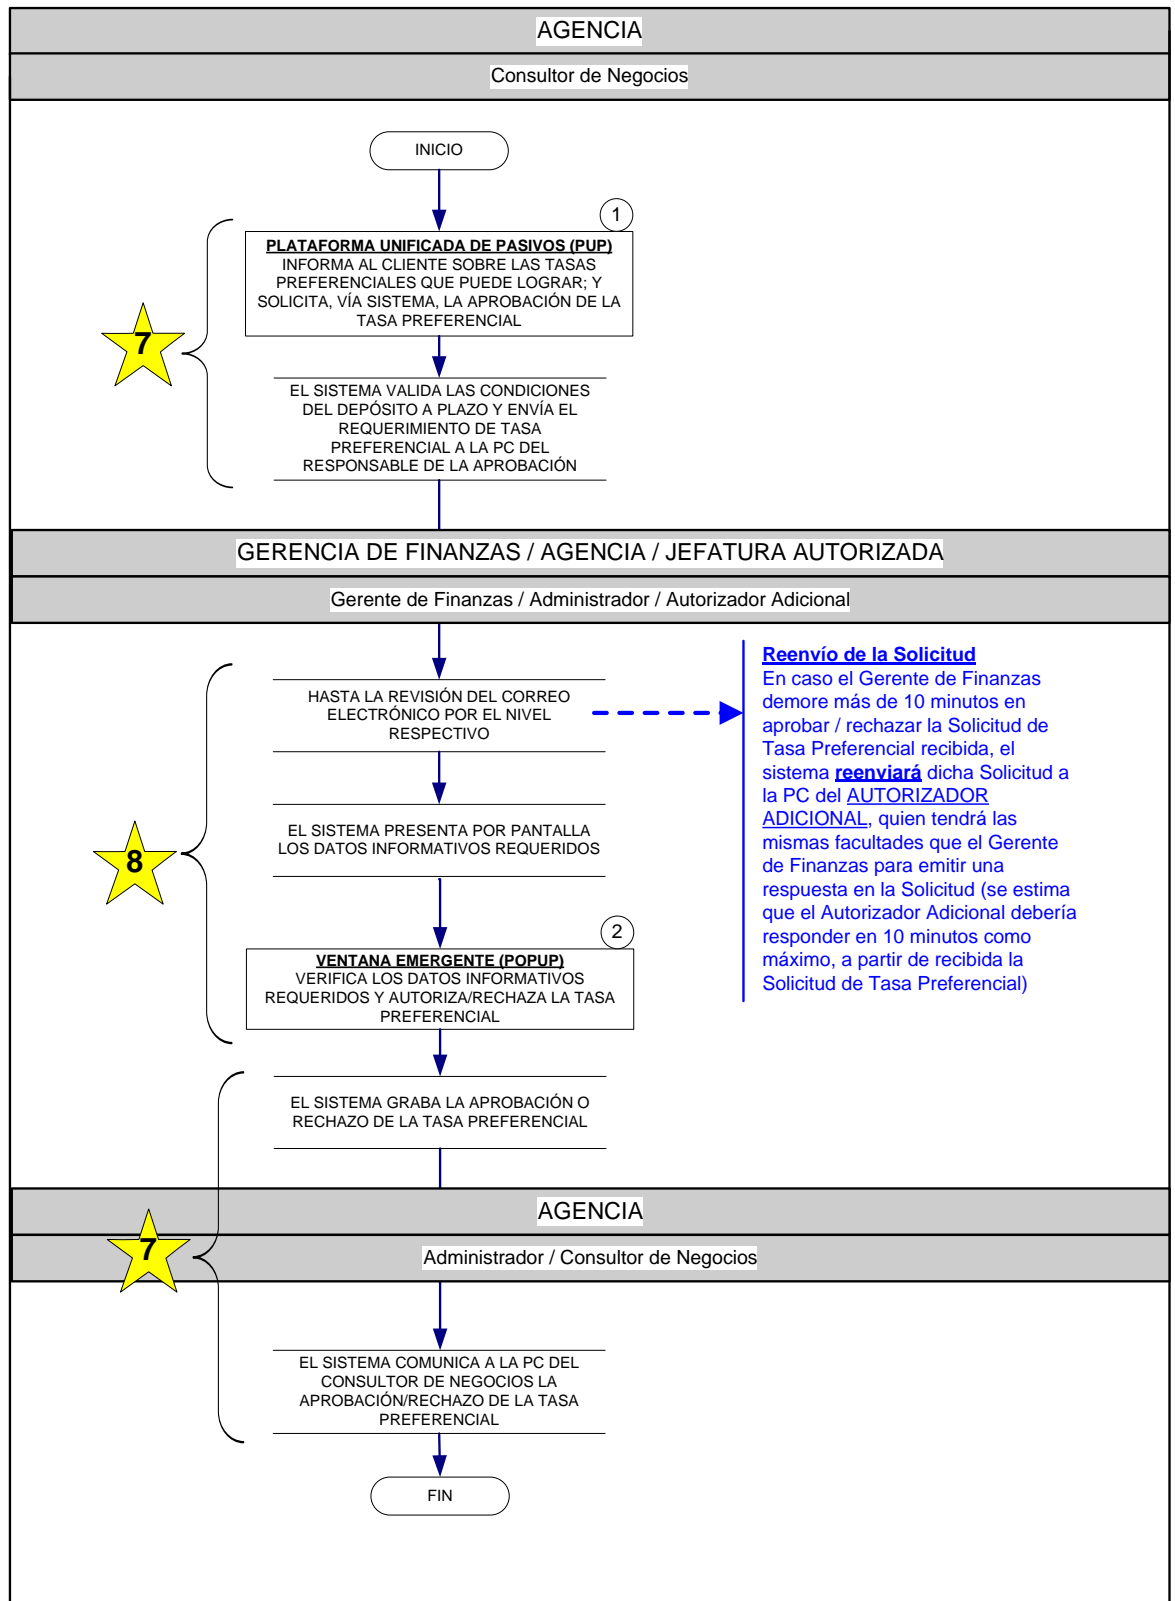 AGENCIA
Consultor de Negocios
INICIO
1
PLATAFORMA UNIFICADA DE PASIVOS (PUP)
INFORMA AL CLIENTE SOBRE LAS TASAS
PREFERENCIALES QUE PUEDE LOGRAR; Y
SOLICITA, VÍA SISTEMA, LA APROBACIÓN DE LA
TASA PREFERENCIAL
7
EL SISTEMA VALIDA LAS CONDICIONES
DEL DEPÓSITO A PLAZO Y ENVÍA EL
REQUERIMIENTO DE TASA
PREFERENCIAL A LA PC DEL
RESPONSABLE DE LA APROBACIÓN
GERENCIA DE FINANZAS / AGENCIA / JEFATURA AUTORIZADA
Gerente de Finanzas / Administrador / Autorizador Adicional
HASTA LA REVISIÓN DEL CORREO
ELECTRÓNICO POR EL NIVEL
RESPECTIVO
Reenvío de la Solicitud
En caso el Gerente de Finanzas
demore más de 10 minutos en
aprobar / rechazar la Solicitud de
Tasa Preferencial recibida, el
sistema reenviará dicha Solicitud a
la PC del AUTORIZADOR
ADICIONAL, quien tendrá las
mismas facultades que el Gerente
de Finanzas para emitir una
respuesta en la Solicitud (se estima
que el Autorizador Adicional debería
responder en 10 minutos como
máximo, a partir de recibida la
Solicitud de Tasa Preferencial)
EL SISTEMA PRESENTA POR PANTALLA
LOS DATOS INFORMATIVOS REQUERIDOS
8
2
VENTANA EMERGENTE (POPUP)
VERIFICA LOS DATOS INFORMATIVOS
REQUERIDOS Y AUTORIZA/RECHAZA LA TASA
PREFERENCIAL
EL SISTEMA GRABA LA APROBACIÓN O
RECHAZO DE LA TASA PREFERENCIAL
AGENCIA
7
Administrador / Consultor de Negocios
EL SISTEMA COMUNICA A LA PC DEL
CONSULTOR DE NEGOCIOS LA
APROBACIÓN/RECHAZO DE LA TASA
PREFERENCIAL
FIN